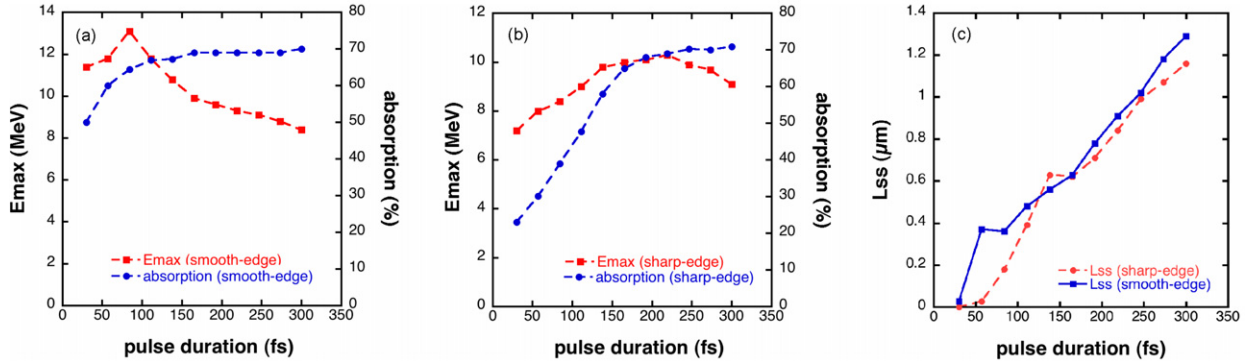 (a)
14
12
10
8
6
4
2
0
Emax (MeV)
80
70
60
50
40
30
20
10
0
absorption (%)
Emax (smooth-edge)
absorption (smooth-edge)
0 50 100 150 200 250 300 350
pulse duration (fs)
(b)
12
10
8
6
4
2
0
Emax (MeV)
80
70
60
50
40
30
20
10
0
absorption (%)
Emax (sharp-edge)
absorption (sharp-edge)
0 50 100 150 200 250 300 350
pulse duration (fs)
(c)
1.4
1.2
1
0.8
0.6
0.4
0.2
0
Lss (μm)
Lss (sharp-edge)
Lss (smooth-edge)
0 50 100 150 200 250 300 350
pulse duration (fs)